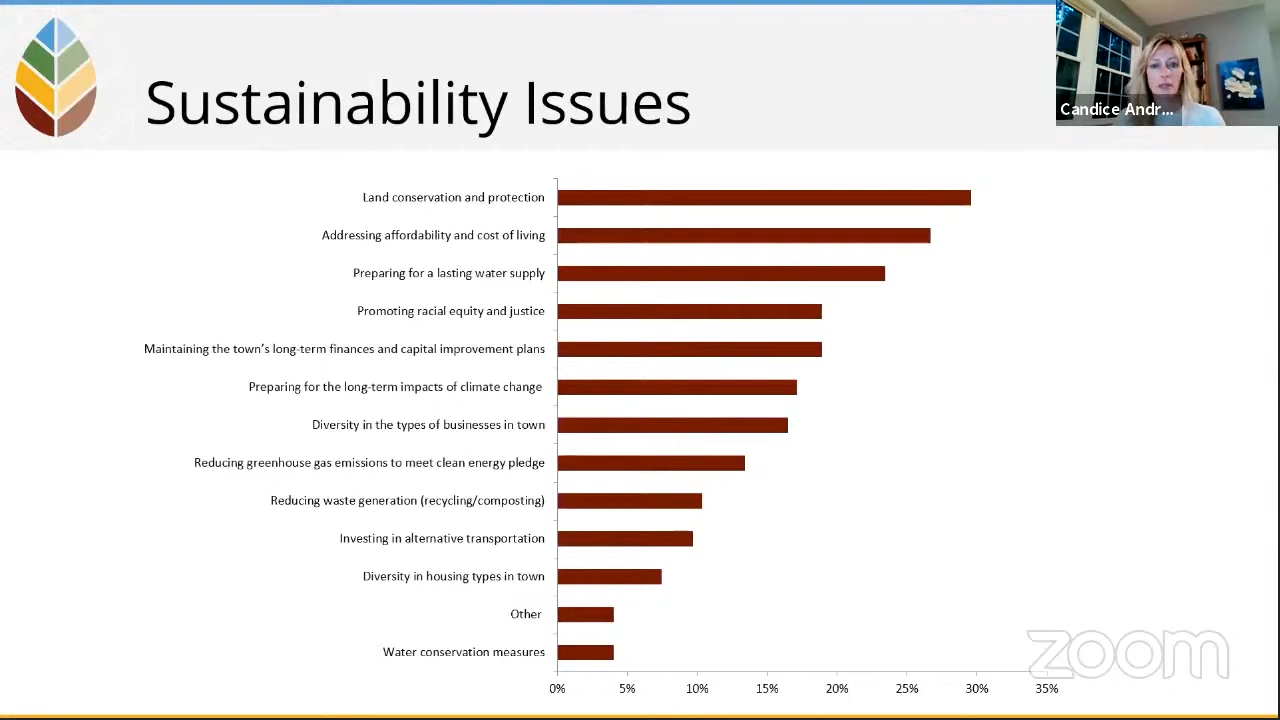 Sustainability Issues
Candice Andr...
Land conservation and protection
Addressing affordability and cost of living
Preparing for a lasting water supply
Promoting racial equity and justice
Maintaining the town’s long-term finances and capital improvement plans
Preparing for the long-term impacts of climate change
Diversity in the types of businesses in town
Reducing greenhouse gas emissions to meet clean energy pledge
Reducing waste generation (recycling/composting)
Investing in alternative transportation
Diversity in housing types in town
Other
Water conservation measures
0% 5% 10% 15% 20% 25% 30% 35%
zoom